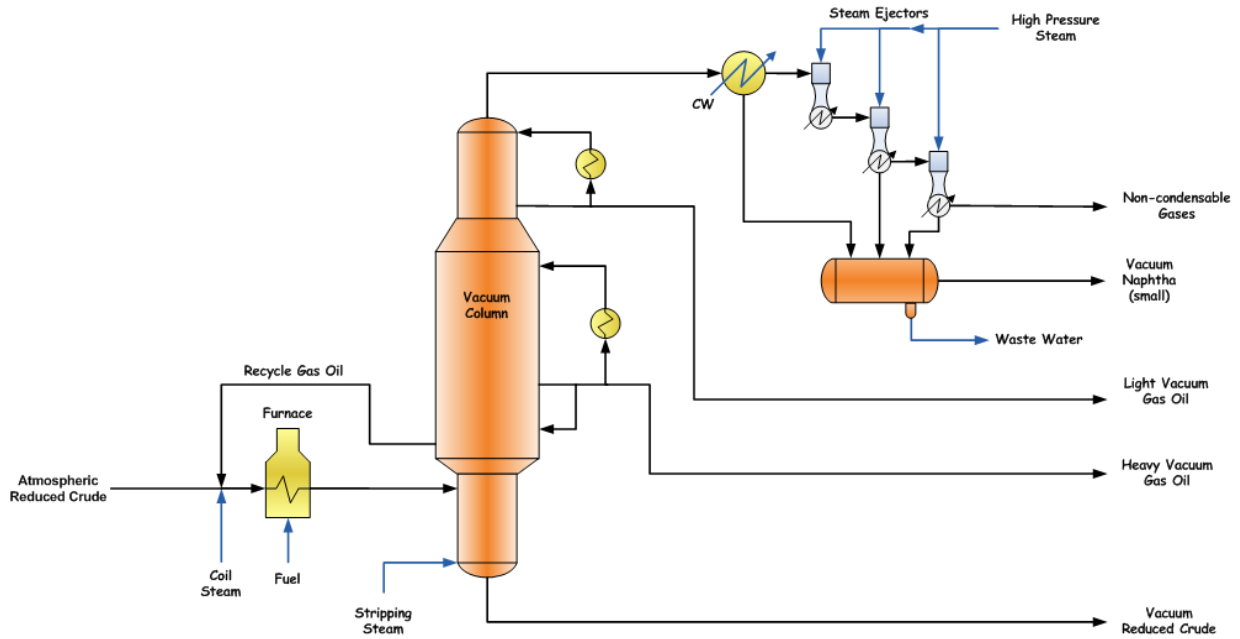 Steam Ejectors
High Pressure
Steam
CW
Non-condensable
Gases
Vacuum
Naphtha
(small)
Vacuum
Column
Waste Water
Recycle Gas Oil
Light Vacuum
Gas Oil
Furnace
Atmospheric
Reduced Crude
Heavy Vacuum
Gas Oil
Coil
Steam
Fuel
Stripping
Steam
Vacuum
Reduced Crude